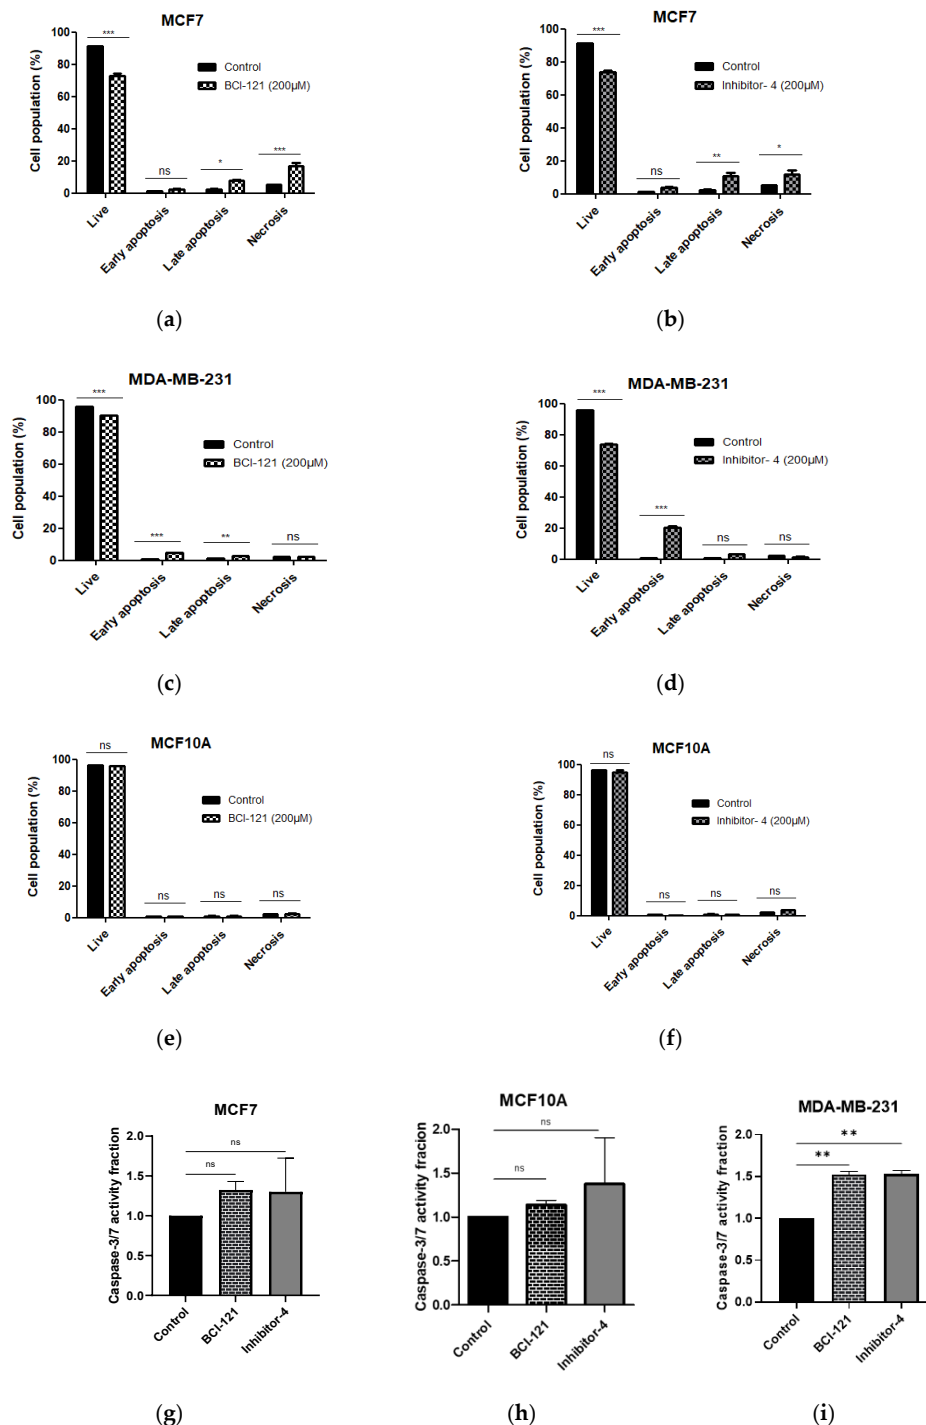 MCF7
***
Cell population (%)
100
80
60
40
20
0
Control
BCI-121 (200µM)
ns
*
***
Live
Early apoptosis
Late apoptosis
Necrosis
(a)
MCF7
***
Cell population (%)
100
80
60
40
20
0
Control
Inhibitor- 4 (200µM)
ns
**
*
Live
Early apoptosis
Late apoptosis
Necrosis
(b)
MDA-MB-231
***
Cell population (%)
100
80
60
40
20
0
Control
BCI-121 (200µM)
***
**
ns
Live
Early apoptosis
Late apoptosis
Necrosis
(c)
MDA-MB-231
***
Cell population (%)
100
80
60
40
20
0
Control
Inhibitor- 4 (200µM)
***
ns
ns
Live
Early apoptosis
Late apoptosis
Necrosis
(d)
MCF10A
ns
Cell population (%)
100
80
60
40
20
0
Control
BCI-121 (200µM)
ns
ns
ns
Live
Early apoptosis
Late apoptosis
Necrosis
(e)
MCF10A
ns
Cell population (%)
100
80
60
40
20
0
Control
Inhibitor- 4 (200µM)
ns
ns
ns
Live
Early apoptosis
Late apoptosis
Necrosis
(f)
MCF7
Caspase-3/7 activity fraction
2.0
1.5
1.0
0.5
0.0
ns
ns
Control
BCI-121
Inhibitor-4
(g)
MCF10A
Caspase-3/7 activity fraction
2.0
1.5
1.0
0.5
0.0
ns
ns
Control
BCI-121
Inhibitor-4
(h)
MDA-MB-231
Caspase-3/7 activity fraction
2.0
1.5
1.0
0.5
0.0
**
**
Control
BCI-121
Inhibitor-4
(i)